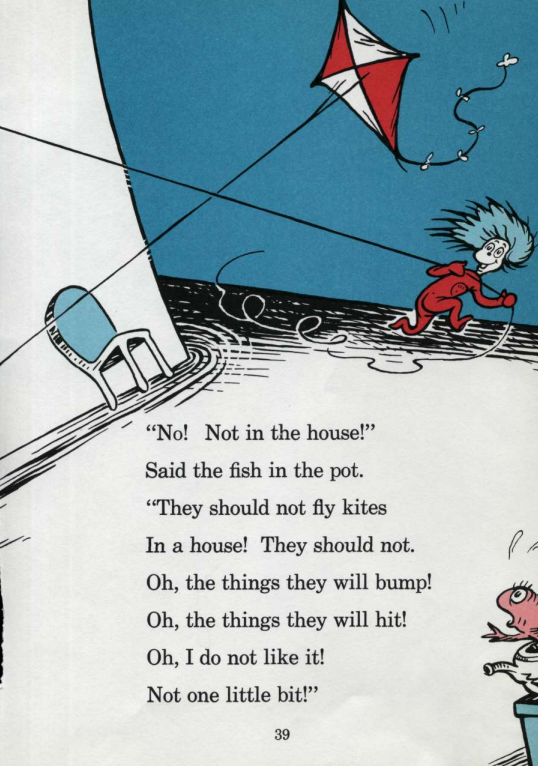 “No!  Not in the house!”
Said the fish in the pot.
“They should not fly kites
In a house!  They should not.
Oh, the things they will bump!
Oh, the things they will hit!
Oh, I do not like it!
Not one little bit!”
39